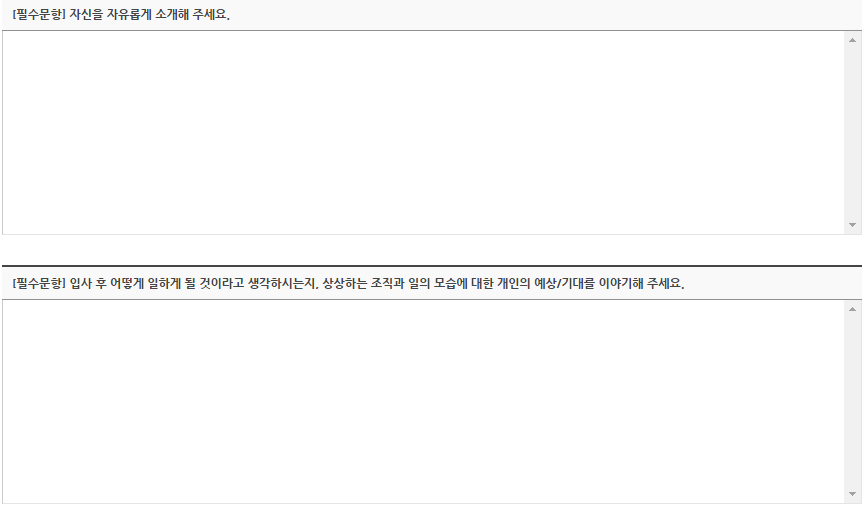 [필수문항] 자신을 자유롭게 소개해 주세요.
[필수문항] 입사 후 어떻게 일하게 될 것이라고 생각하시는지, 상상하는 조직과 일의 모습에 대한 개인의 예상/기대를 이야기해 주세요.